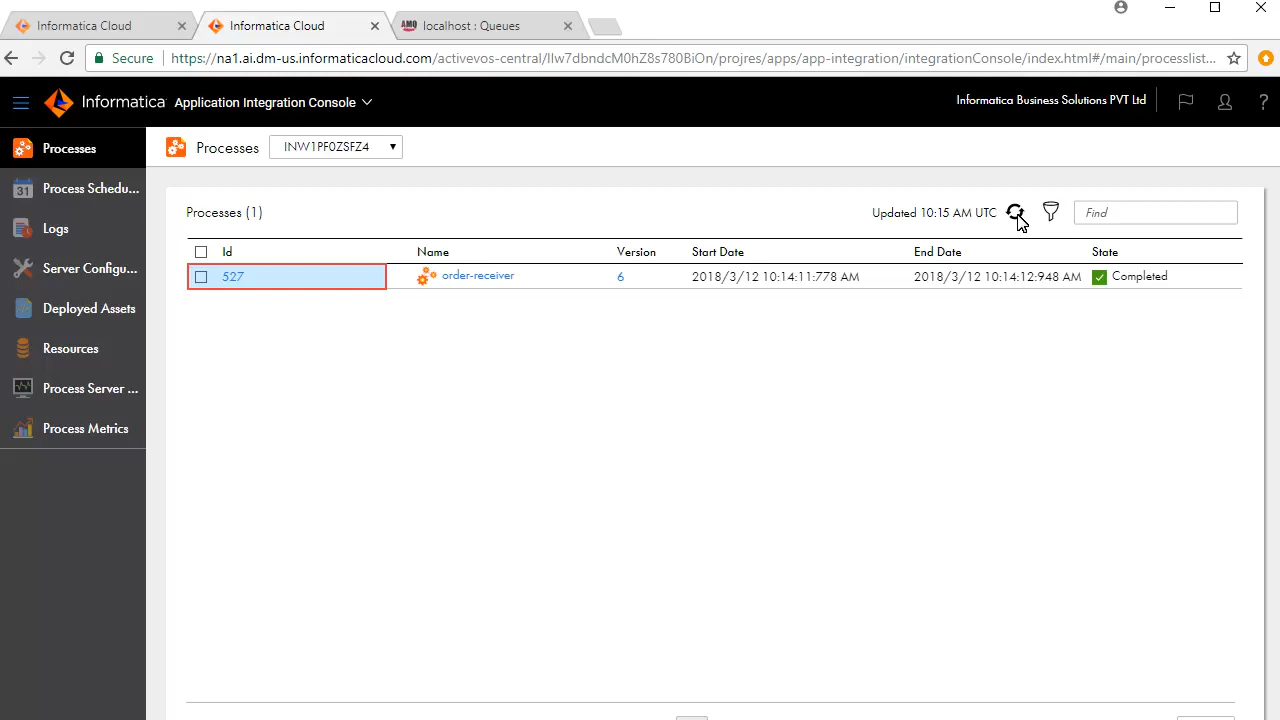 Informatica Cloud
Informatica Cloud
AMQ localhost : Queues
Secure https://na1.ai.dm-us.informaticacloud.com/activevos-central/llw7dbndcM0hZ8s780BiOn/projres/apps/app-integration/integrationConsole/index.html#/main/processlist...
Informatica Application Integration Console
Informatica Business Solutions PVT Ltd
?
Processes
31 Process Schedu...
Logs
Server Configu...
Deployed Assets
Resources
Process Server ...
Process Metrics
Processes INW1PF0ZSFZ4
Processes (1) Updated 10:15 AM UTC Find
Id Name Version Start Date End Date State
527 order-receiver 6 2018/3/12 10:14:11:778 AM 2018/3/12 10:14:12:948 AM Completed